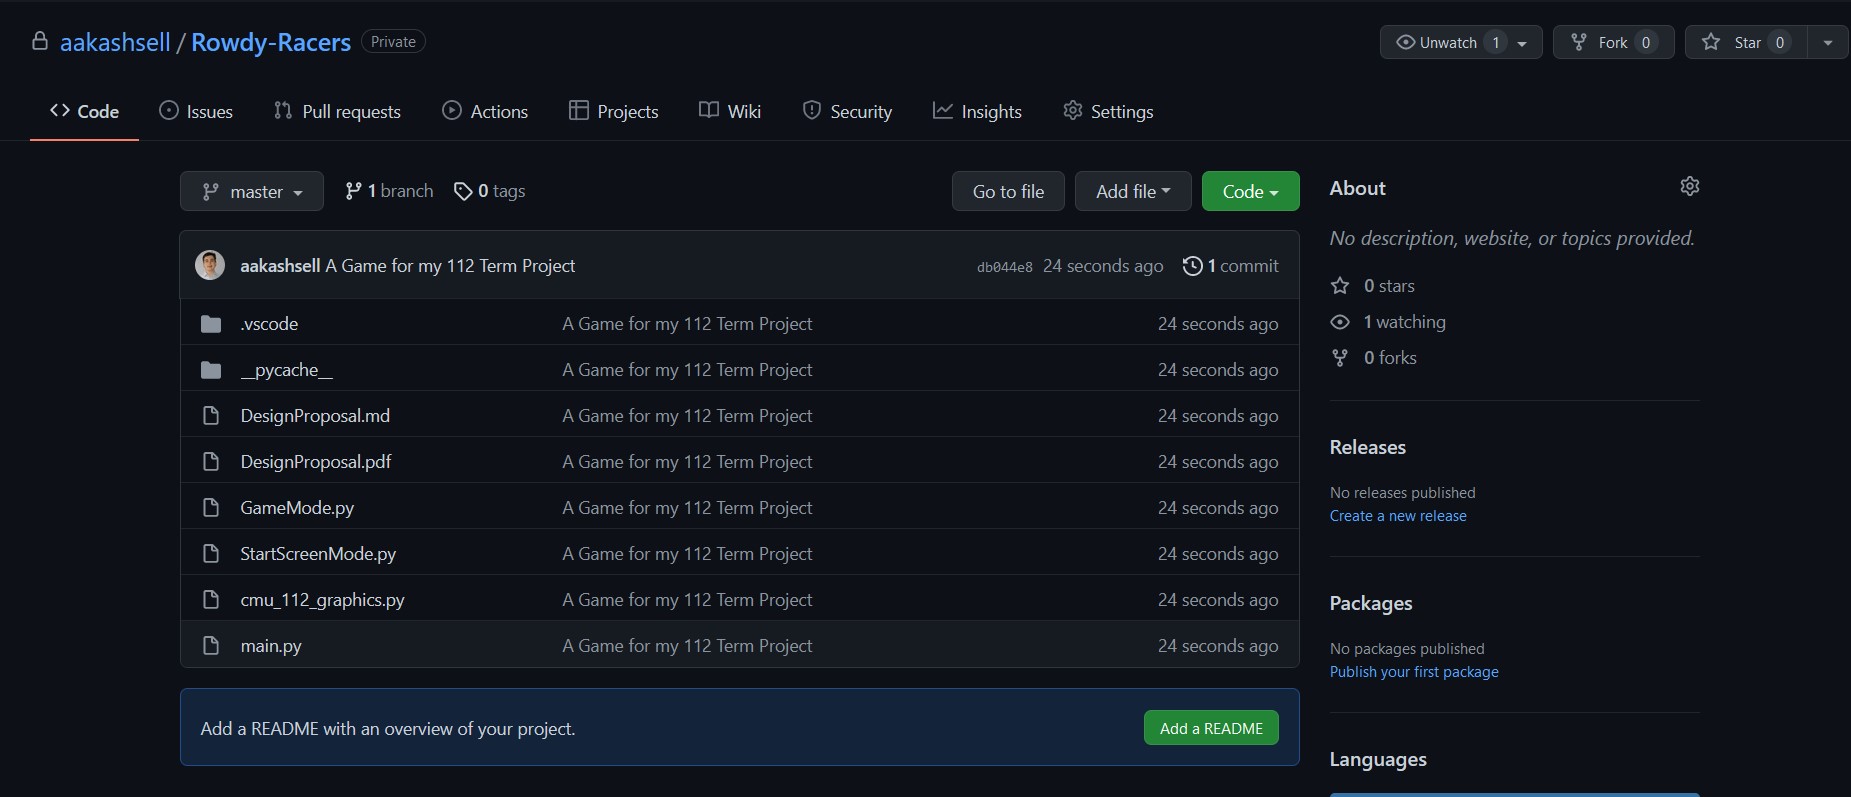 aakashsell / Rowdy-Racers Private
Unwatch 1 Fork 0 Star 0
Code Issues Pull requests Actions Projects Wiki Security Insights Settings
master 1 branch 0 tags Go to file Add file Code
aakashsell A Game for my 112 Term Project db044e8 24 seconds ago 1 commit
.vscode A Game for my 112 Term Project 24 seconds ago
__pycache__ A Game for my 112 Term Project 24 seconds ago
DesignProposal.md A Game for my 112 Term Project 24 seconds ago
DesignProposal.pdf A Game for my 112 Term Project 24 seconds ago
GameMode.py A Game for my 112 Term Project 24 seconds ago
StartScreenMode.py A Game for my 112 Term Project 24 seconds ago
cmu_112_graphics.py A Game for my 112 Term Project 24 seconds ago
main.py A Game for my 112 Term Project 24 seconds ago
Add a README with an overview of your project. Add a README
About
No description, website, or topics provided.
0 stars
1 watching
0 forks
Releases
No releases published
Create a new release
Packages
No packages published
Publish your first package
Languages